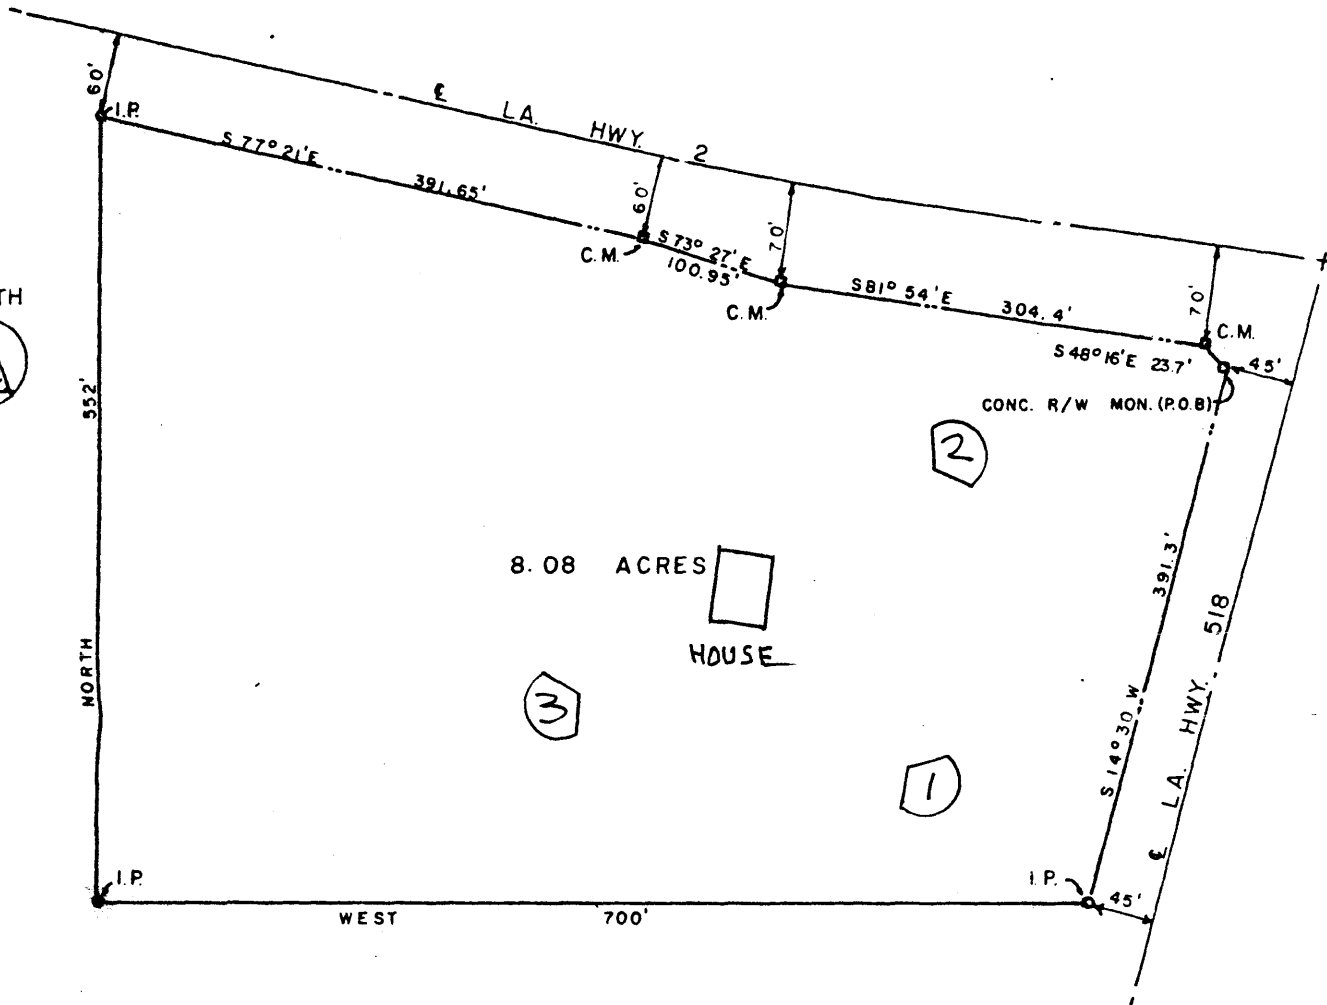 60'
I.P.
℄ LA. HWY. 2
S 77° 21' E
391.65'
60'
C.M.
S 73° 27' E
100.95'
70'
C.M.
S 81° 54' E
304.4'
70'
C.M.
S 48° 16' E 23.7'
45'
CONC. R/W MON. (P.O.B)
TH
552'
NORTH
2
8.08 ACRES
HOUSE
3
1
391.3'
S 14° 30 W
℄ LA. HWY. 518
I.P.
WEST 700'
I.P.
45'